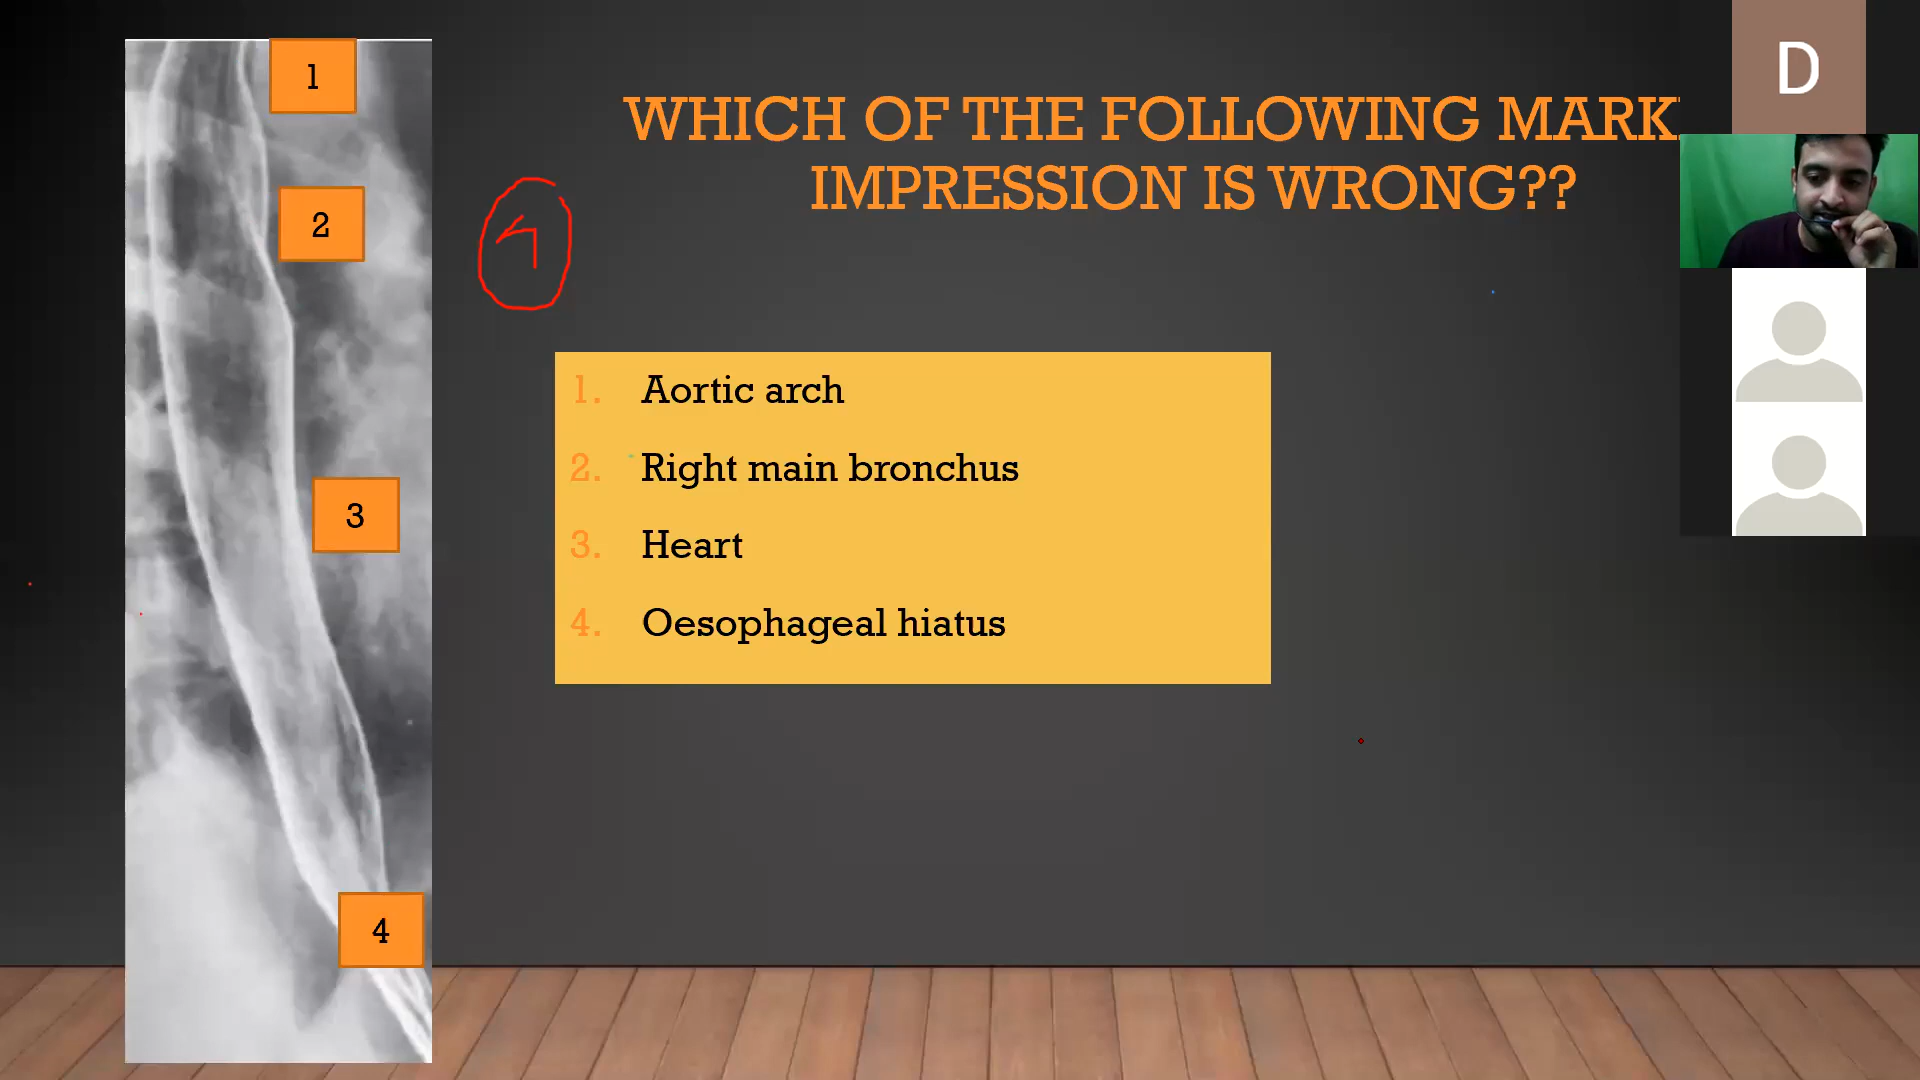 1
D
WHICH OF THE FOLLOWING MARK
IMPRESSION IS WRONG??
2
1. Aortic arch
2. Right main bronchus
3. Heart
3
4. Oesophageal hiatus
4